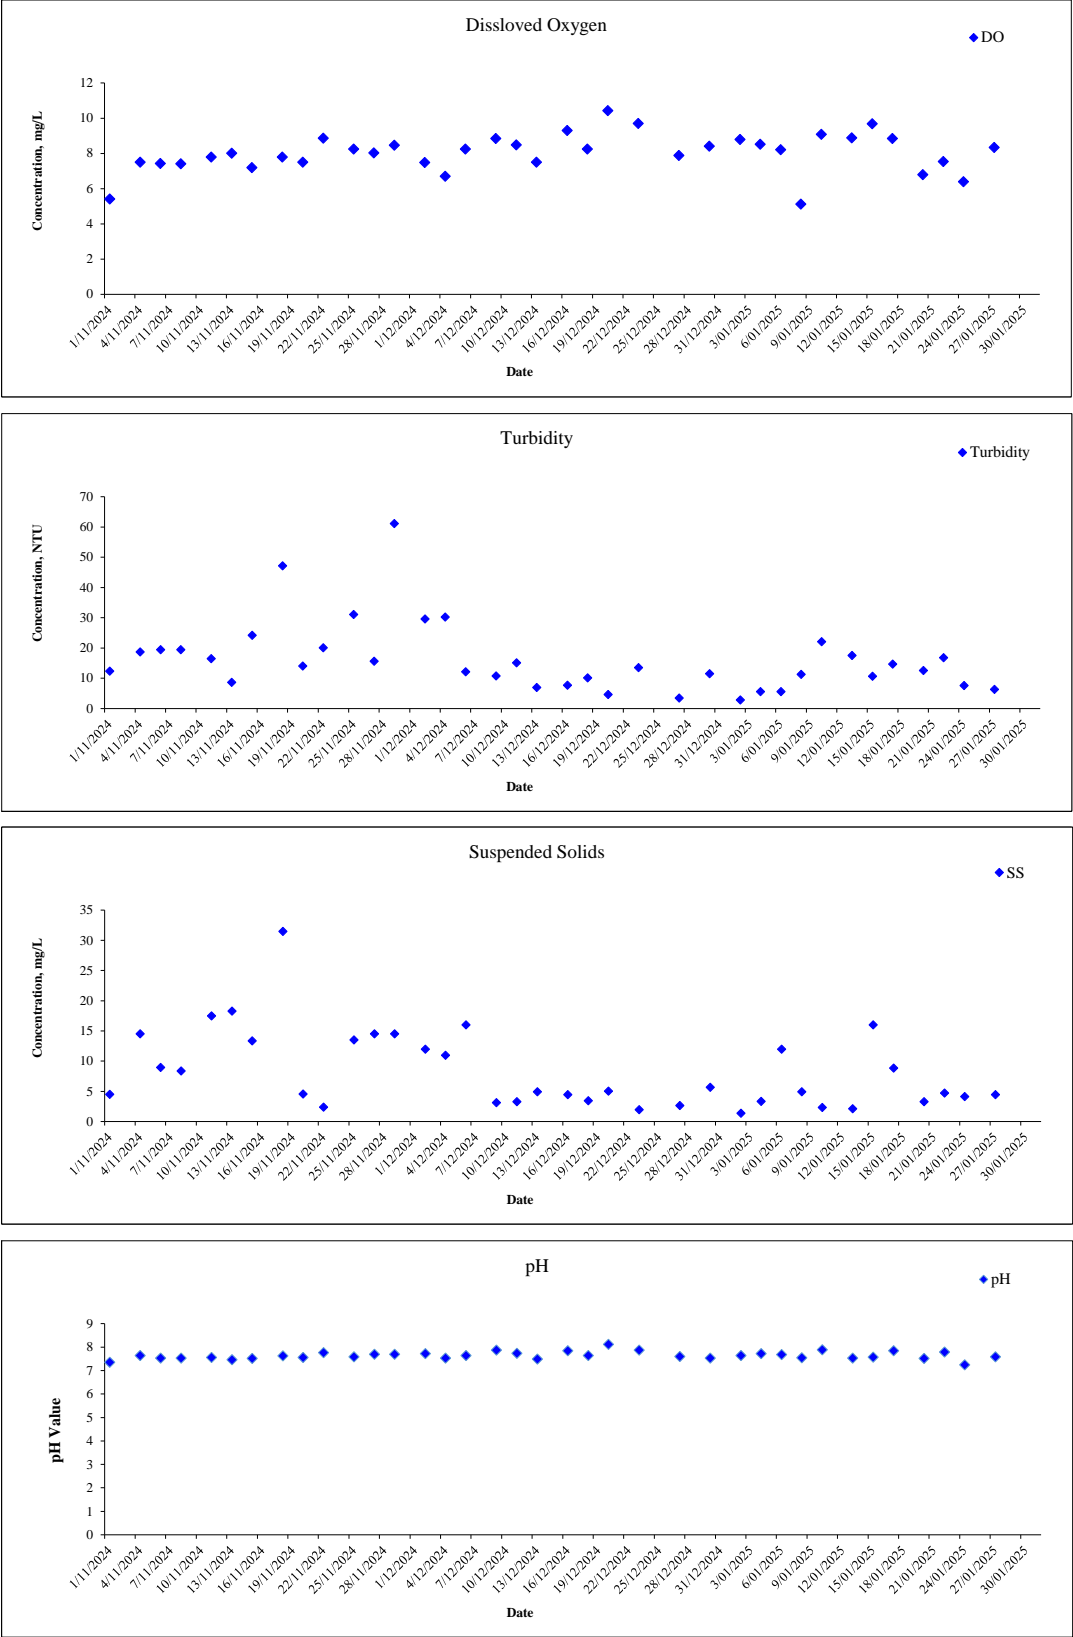 Dissloved Oxygen
DO
Concentration, mg/L
12
10
8
6
4
2
0
1/11/2024 4/11/2024 7/11/2024 10/11/2024 13/11/2024 16/11/2024 19/11/2024 22/11/2024 25/11/2024 28/11/2024 1/12/2024 4/12/2024 7/12/2024 10/12/2024 13/12/2024 16/12/2024 19/12/2024 22/12/2024 25/12/2024 28/12/2024 31/12/2024 3/01/2025 6/01/2025 9/01/2025 12/01/2025 15/01/2025 18/01/2025 21/01/2025 24/01/2025 27/01/2025 30/01/2025
Date
Turbidity
Turbidity
Concentration, NTU
70
60
50
40
30
20
10
0
1/11/2024 4/11/2024 7/11/2024 10/11/2024 13/11/2024 16/11/2024 19/11/2024 22/11/2024 25/11/2024 28/11/2024 1/12/2024 4/12/2024 7/12/2024 10/12/2024 13/12/2024 16/12/2024 19/12/2024 22/12/2024 25/12/2024 28/12/2024 31/12/2024 3/01/2025 6/01/2025 9/01/2025 12/01/2025 15/01/2025 18/01/2025 21/01/2025 24/01/2025 27/01/2025 30/01/2025
Date
Suspended Solids
SS
Concentration, mg/L
35
30
25
20
15
10
5
0
1/11/2024 4/11/2024 7/11/2024 10/11/2024 13/11/2024 16/11/2024 19/11/2024 22/11/2024 25/11/2024 28/11/2024 1/12/2024 4/12/2024 7/12/2024 10/12/2024 13/12/2024 16/12/2024 19/12/2024 22/12/2024 25/12/2024 28/12/2024 31/12/2024 3/01/2025 6/01/2025 9/01/2025 12/01/2025 15/01/2025 18/01/2025 21/01/2025 24/01/2025 27/01/2025 30/01/2025
Date
pH
pH
pH Value
9
8
7
6
5
4
3
2
1
0
1/11/2024 4/11/2024 7/11/2024 10/11/2024 13/11/2024 16/11/2024 19/11/2024 22/11/2024 25/11/2024 28/11/2024 1/12/2024 4/12/2024 7/12/2024 10/12/2024 13/12/2024 16/12/2024 19/12/2024 22/12/2024 25/12/2024 28/12/2024 31/12/2024 3/01/2025 6/01/2025 9/01/2025 12/01/2025 15/01/2025 18/01/2025 21/01/2025 24/01/2025 27/01/2025 30/01/2025
Date